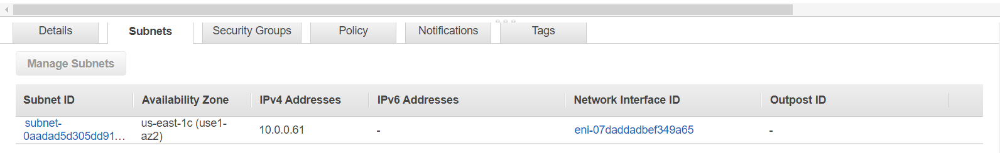 Details Subnets Security Groups Policy Notifications Tags
Manage Subnets
Subnet ID Availability Zone IPv4 Addresses IPv6 Addresses Network Interface ID Outpost ID
subnet- us-east-1c (use1-
0aadad5d305dd91... az2) 10.0.0.61 - eni-07daddadbef349a65 -